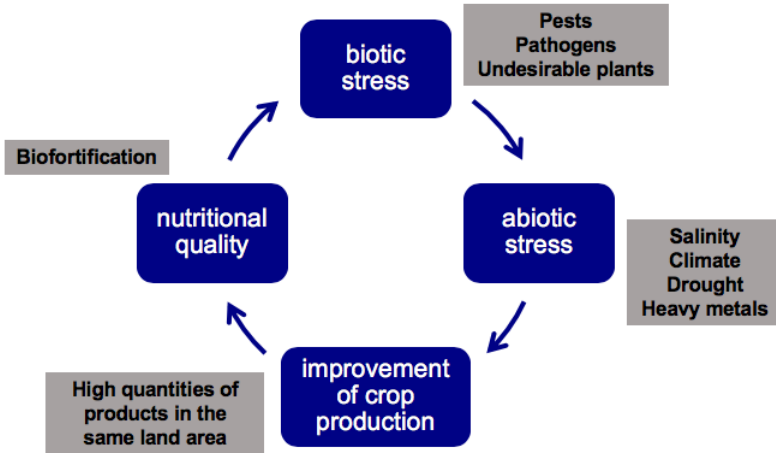 biotic
stress
Pests
Pathogens
Undesirable plants
abiotic
stress
Salinity
Climate
Drought
Heavy metals
improvement
of crop
production
High quantities of
products in the
same land area
nutritional
quality
Biofortification